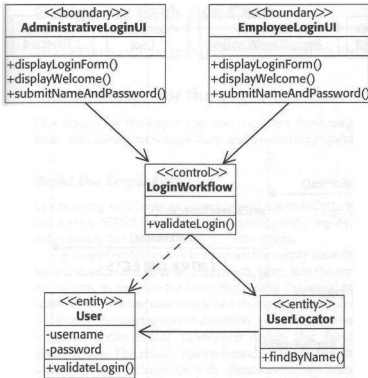 <<boundary>>
AdministrativeLoginUI
+displayLoginForm()
+displayWelcome()
+submitNameAndPassword()
<<boundary>>
EmployeeLoginUI
+displayLoginForm()
+displayWelcome()
+submitNameAndPassword()
<<control>>
LoginWorkflow
+validateLogin()
<<entity>>
User
-username
-password
+validateLogin()
<<entity>>
UserLocator
+findByName()